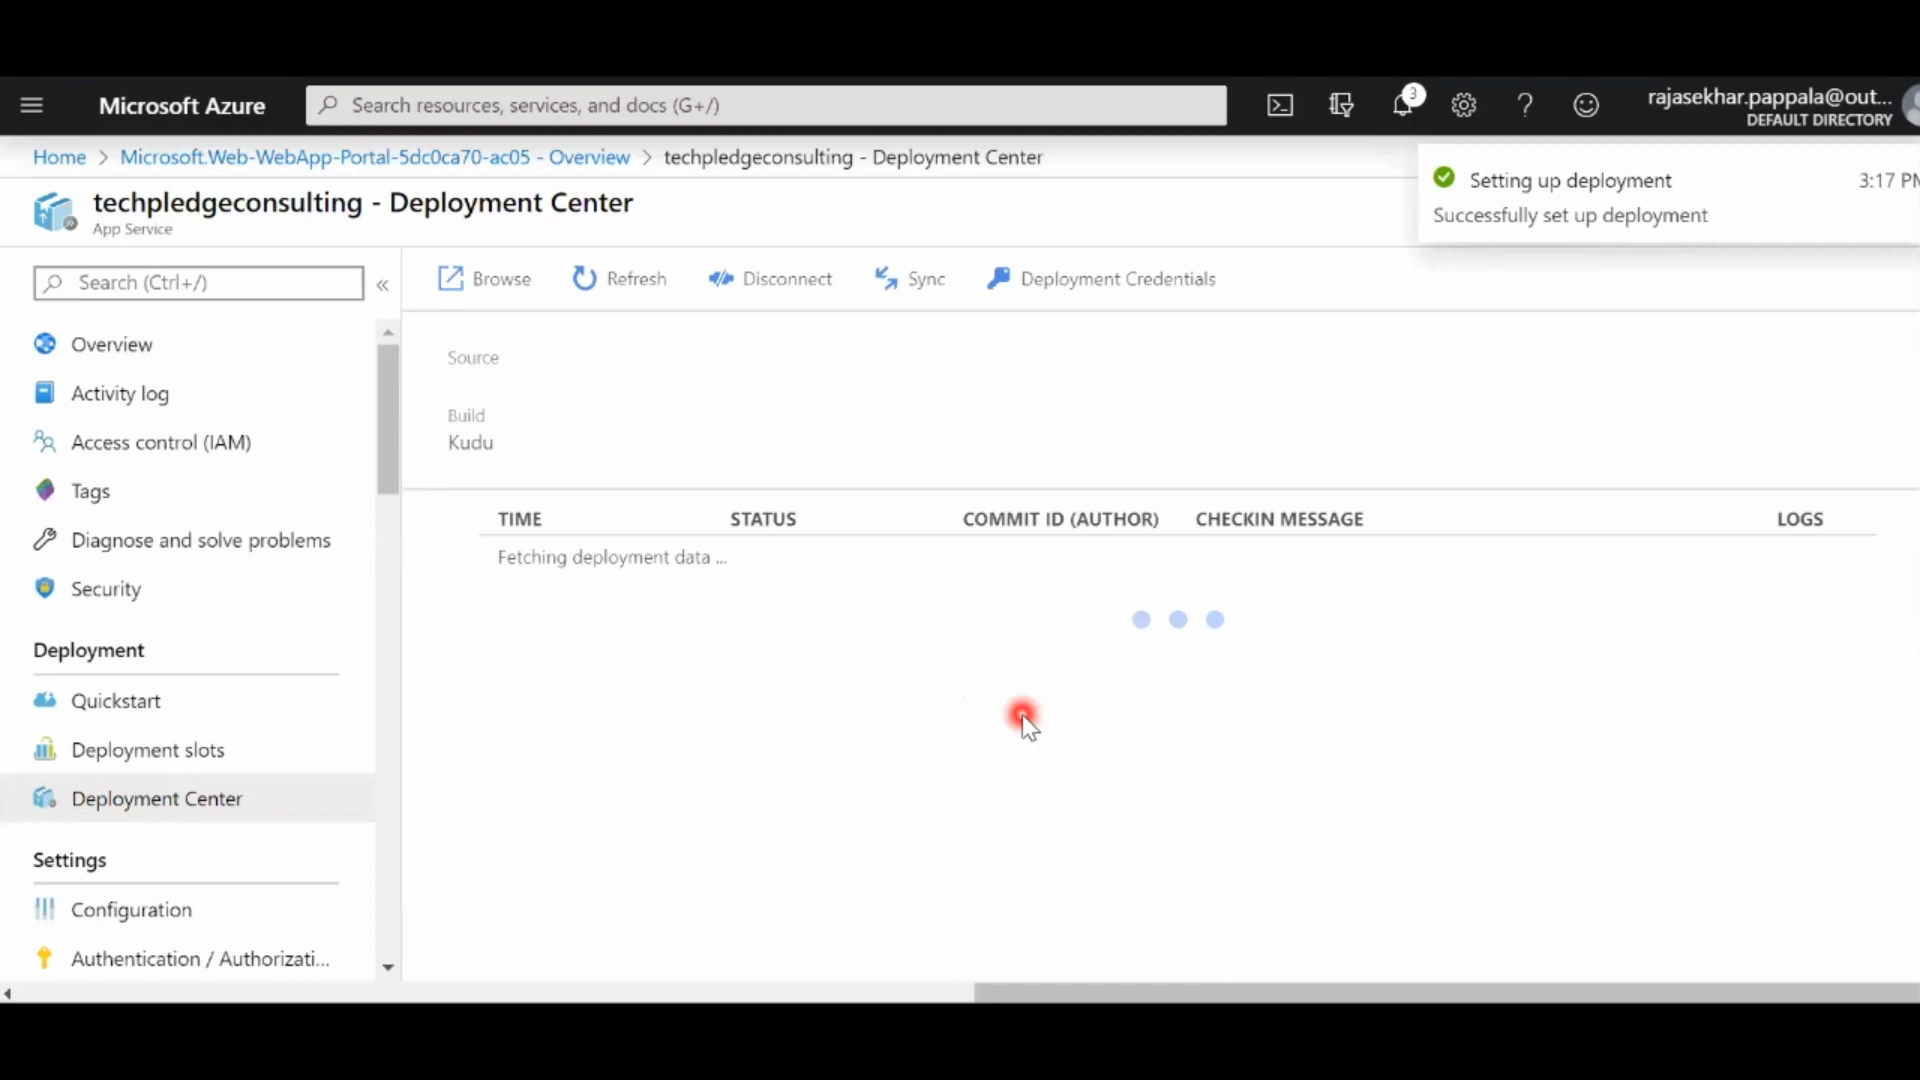 Microsoft Azure
Search resources, services, and docs (G+/)
3
rajasekhar.pappala@out...
DEFAULT DIRECTORY
Home > Microsoft.Web-WebApp-Portal-5dc0ca70-ac05 - Overview > techpledgeconsulting - Deployment Center
Setting up deployment 3:17 PM
Successfully set up deployment
techpledgeconsulting - Deployment Center
App Service
Search (Ctrl+/)
Browse Refresh Disconnect Sync Deployment Credentials
Overview
Activity log
Access control (IAM)
Tags
Diagnose and solve problems
Security
Deployment
Quickstart
Deployment slots
Deployment Center
Settings
Configuration
Authentication / Authorizati...
Source
Build
Kudu
TIME STATUS COMMIT ID (AUTHOR) CHECKIN MESSAGE LOGS
Fetching deployment data ...